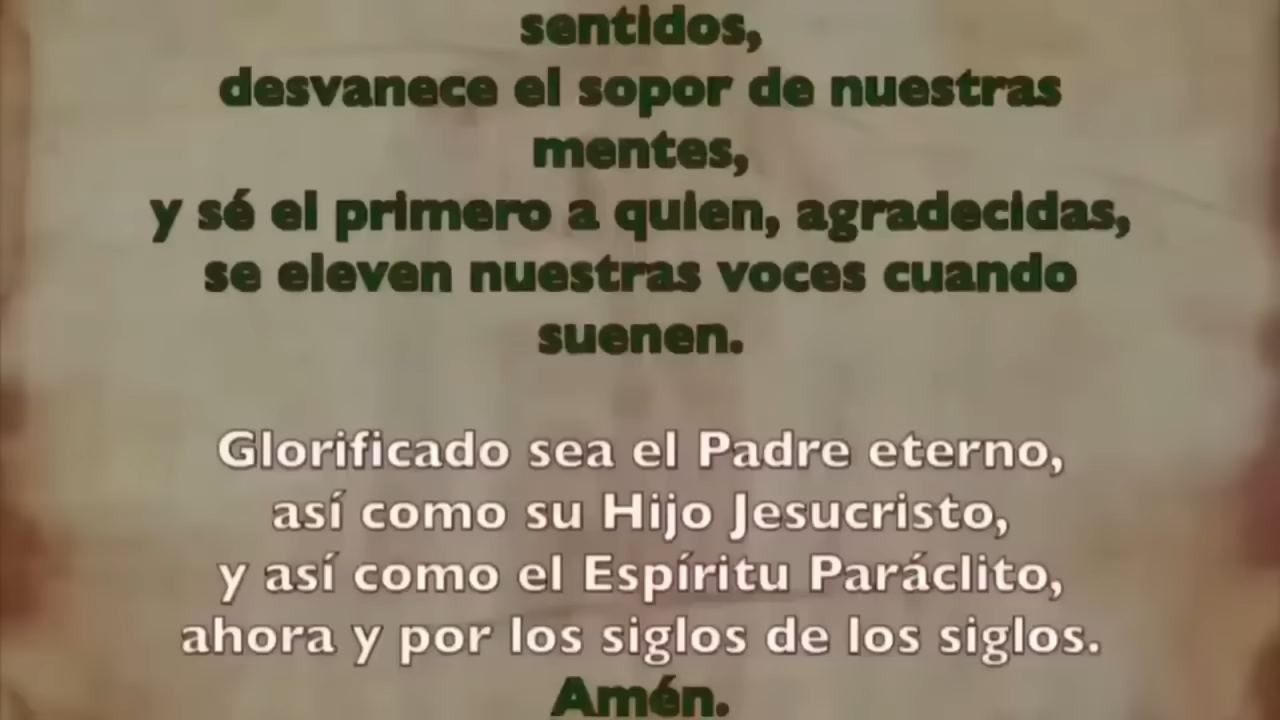 sentidos,
desvanece el sopor de nuestras
mentes,
y sé el primero a quien, agradecidas,
se eleven nuestras voces cuando
suenen.
Glorificado sea el Padre eterno,
así como su Hijo Jesucristo,
y así como el Espíritu Paráclito,
ahora y por los siglos de los siglos.
Amén.